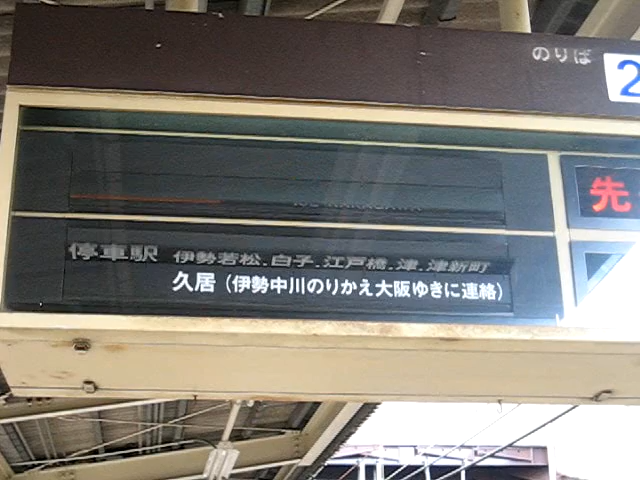 のりば 2
先
停車駅 伊勢若松、白子、江戸橋、津、津新町
久居（伊勢中川のりかえ大阪ゆきに連絡）